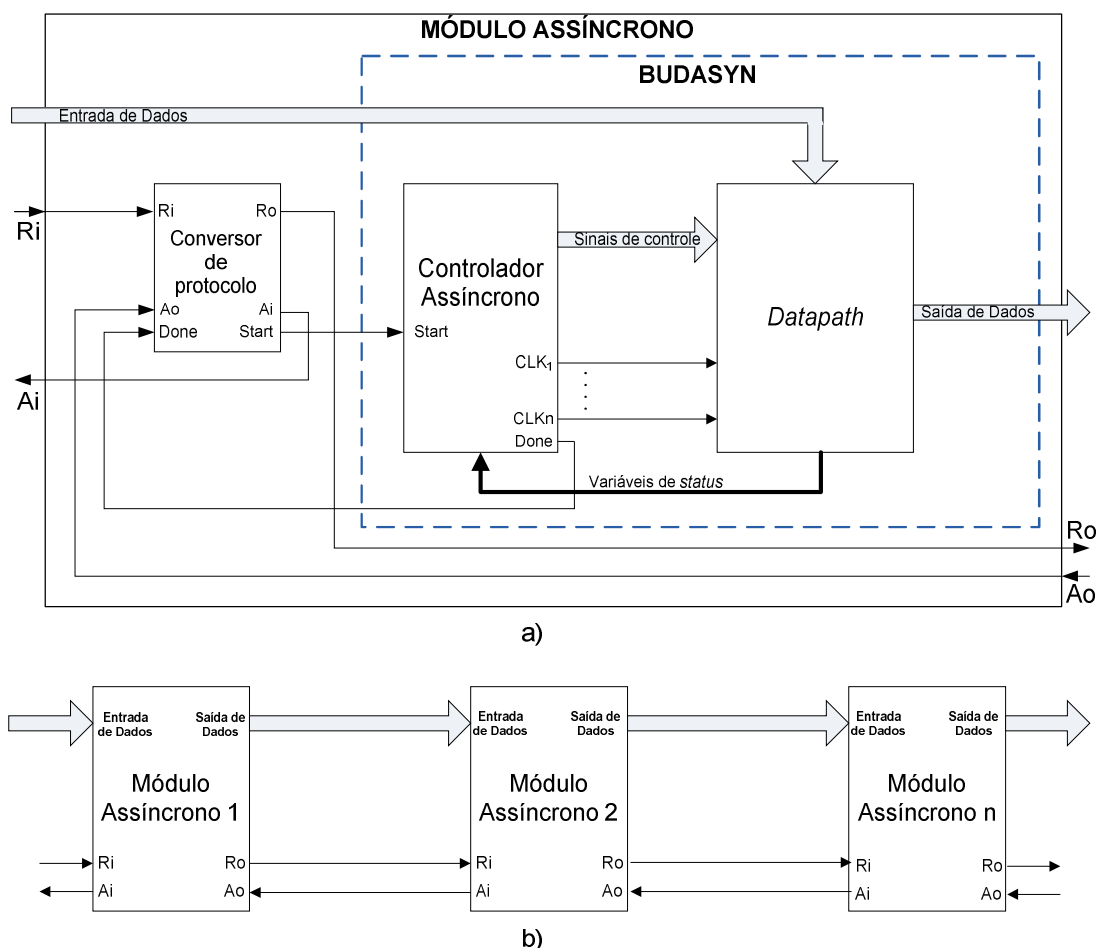 MÓDULO ASSÍNCRONO
BUDASYN
Entrada de Dados
Ri
Ri
Ro
Conversor
de
protocolo
Ao
Ai
Done
Start
Ai
Controlador
Assíncrono
Start
CLK1
CLKn
Done
Sinais de controle
Datapath
Saída de Dados
Variáveis de status
Ro
Ao
a)
Entrada
de Dados
Saída de
Dados
Módulo
Assíncrono 1
Ri
Ro
Ai
Ao
Entrada
de Dados
Saída de
Dados
Módulo
Assíncrono 2
Ri
Ro
Ai
Ao
Entrada
de Dados
Saída de
Dados
Módulo
Assíncrono n
Ri
Ro
Ai
Ao
b)